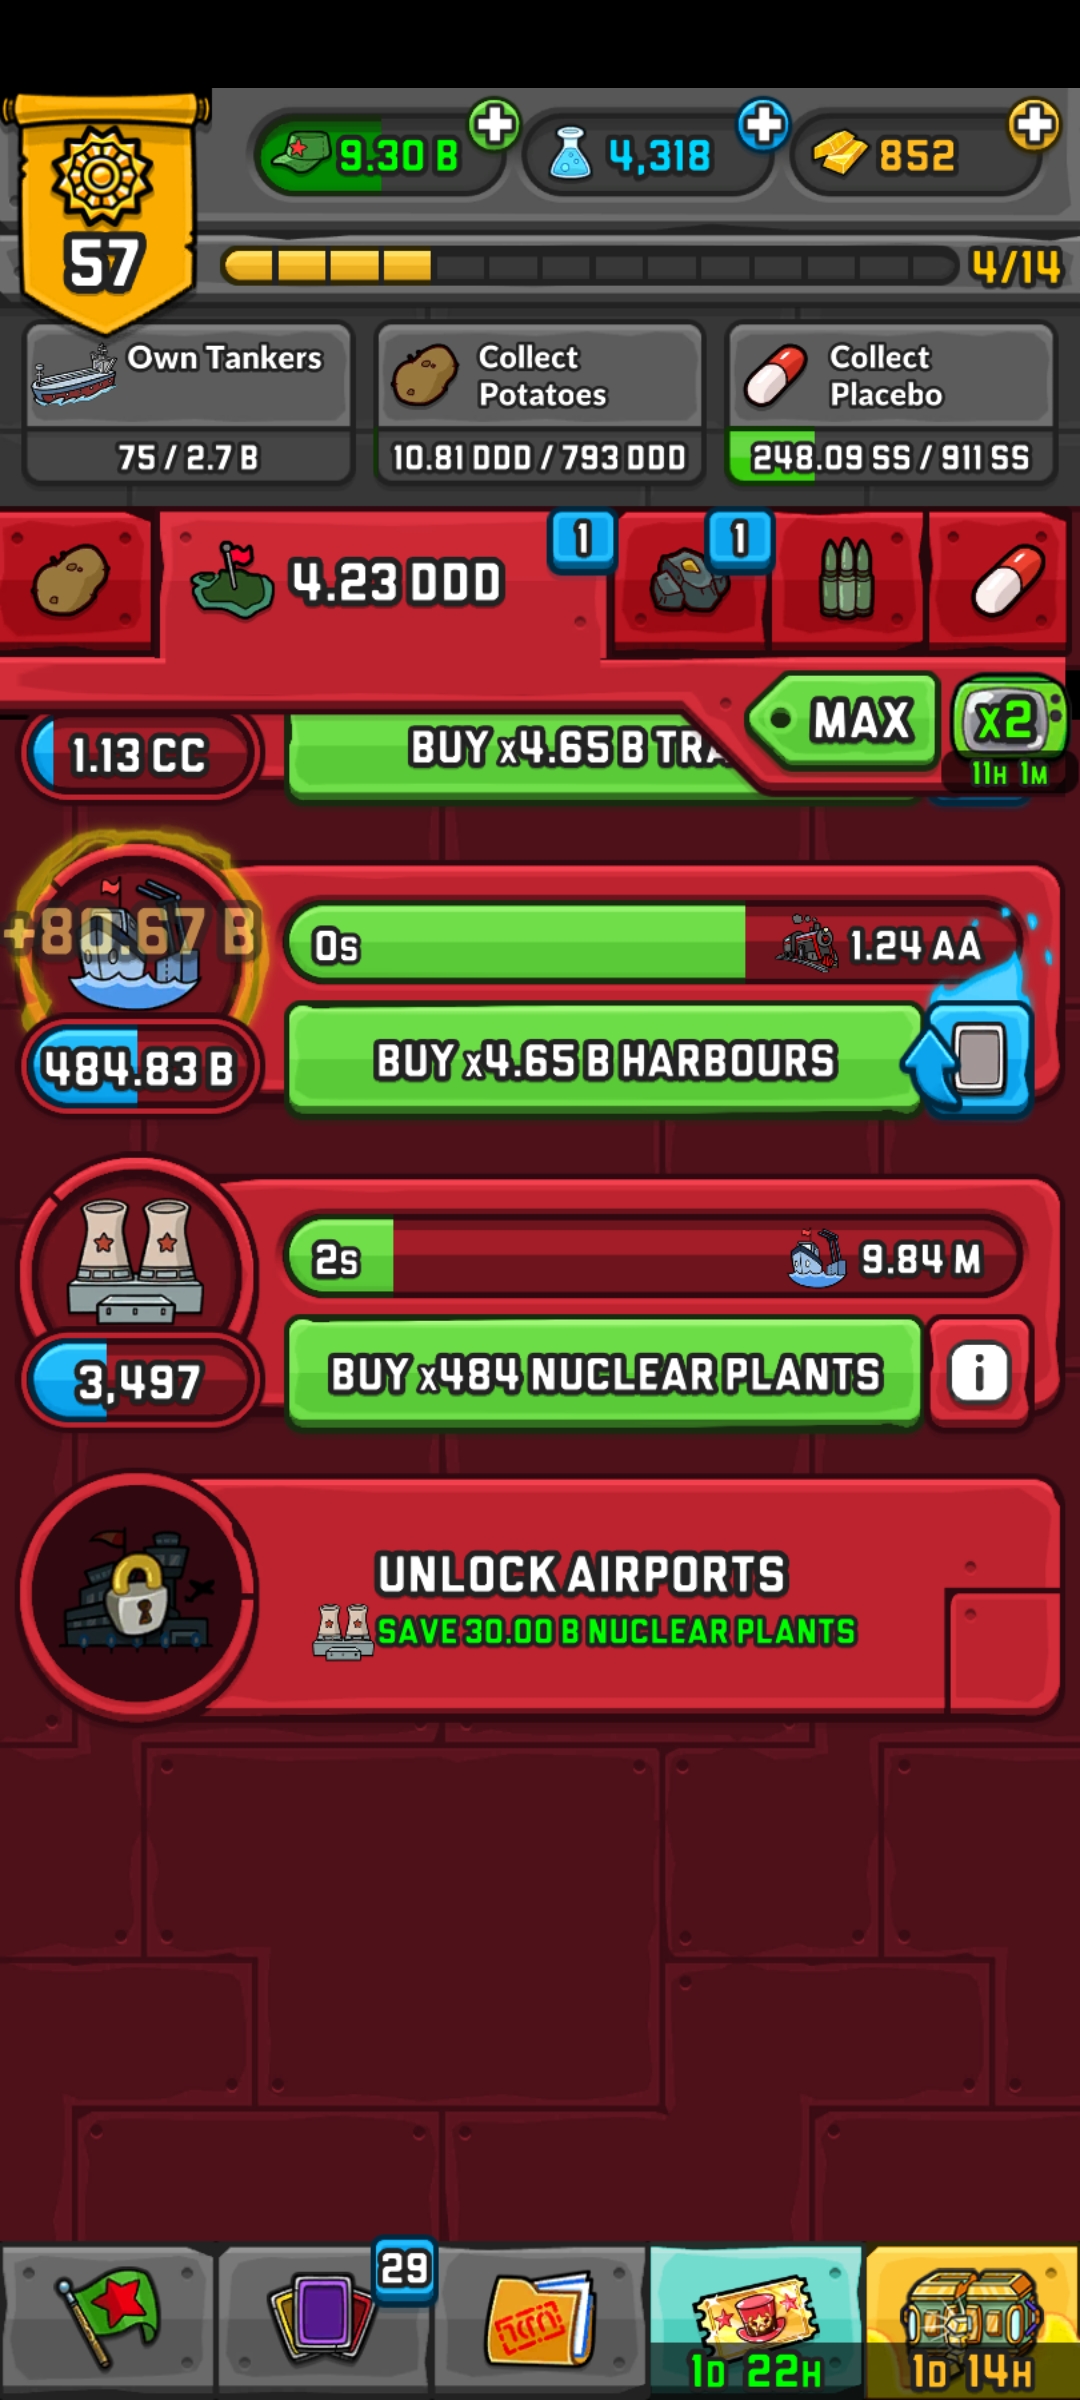 57
9.30 B
4,318
852
4/14
Own Tankers
75 / 2.7 B
Collect
Potatoes
10.81 DDD / 793 DDD
Collect
Placebo
248.09 SS / 911 SS
4.23 DDD
1
1
MAX
x2
11H 1M
1.13 CC
BUY x4.65 B TRA
+80.67 B
0s
1.24 AA
484.83 B
BUY x4.65 B HARBOURS
2s
9.84 M
3,497
BUY x484 NUCLEAR PLANTS
i
UNLOCK AIRPORTS
SAVE 30.00 B NUCLEAR PLANTS
29
1D 22H
1D 14H